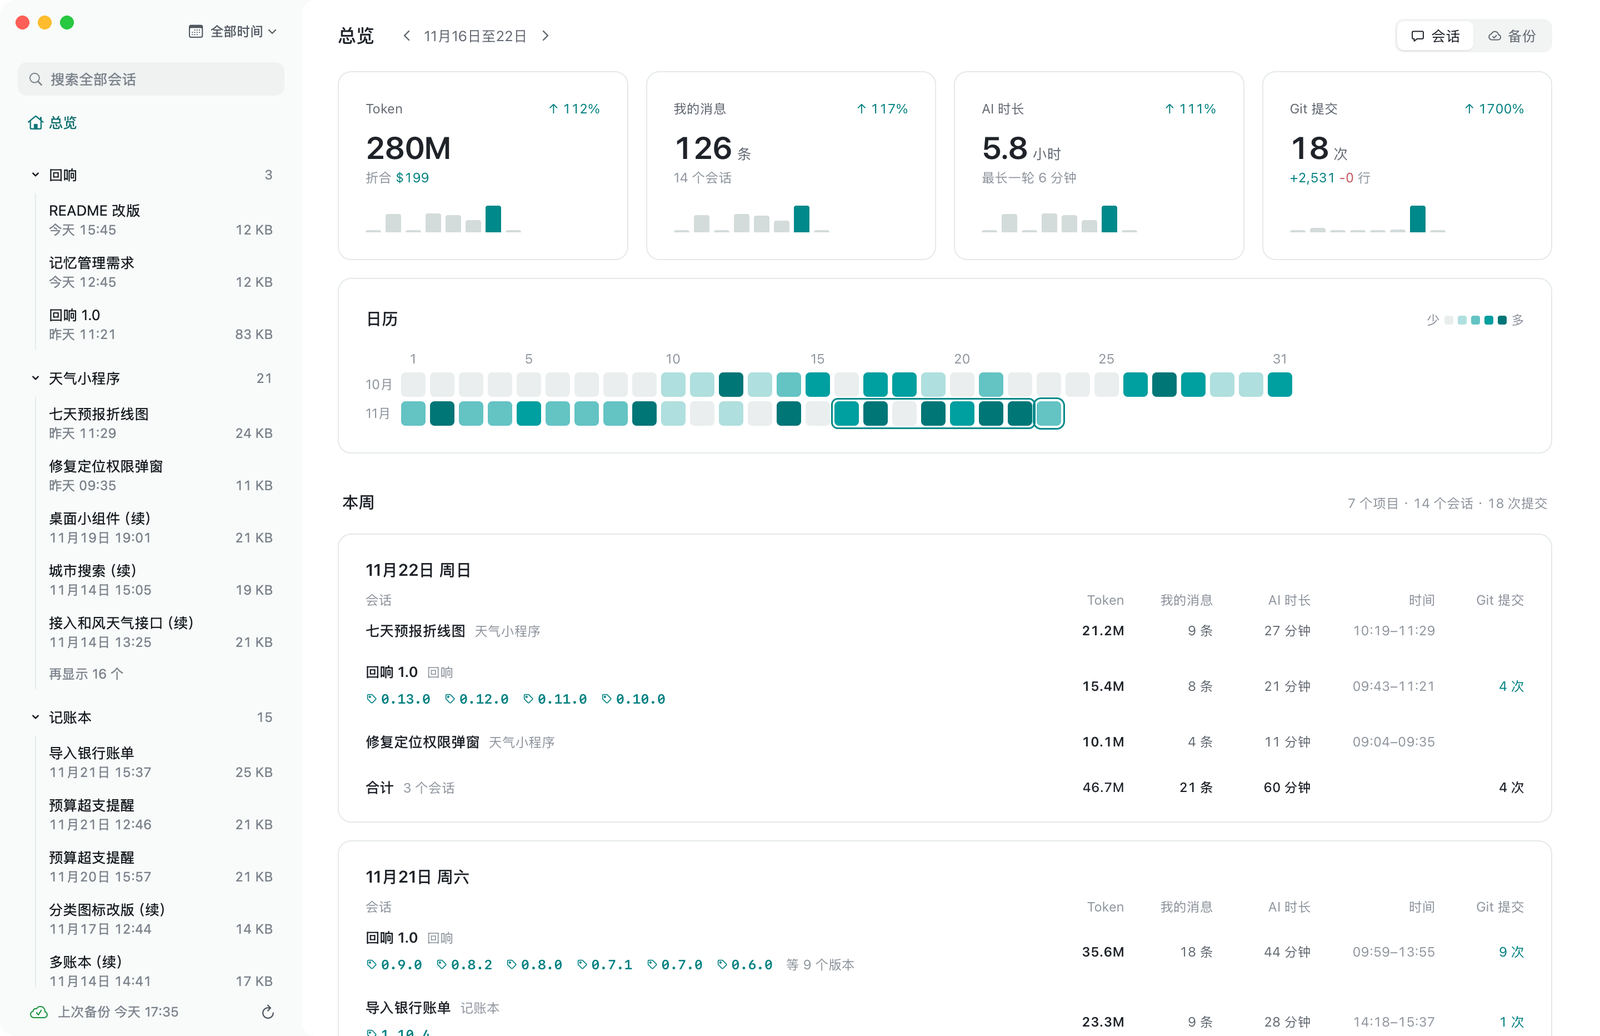 全部时间
搜索全部会话
总览
回响 3
README 改版
今天 15:45 12 KB
记忆管理需求
今天 12:45 12 KB
回响 1.0
昨天 11:21 83 KB
天气小程序 21
七天预报折线图
昨天 11:29 24 KB
修复定位权限弹窗
昨天 09:35 11 KB
桌面小组件 (续)
11月19日 19:01 21 KB
城市搜索 (续)
11月14日 15:05 19 KB
接入和风天气接口 (续)
11月14日 13:25 21 KB
再显示 16 个
记账本 15
导入银行账单
11月21日 15:37 25 KB
预算超支提醒
11月21日 12:46 21 KB
预算超支提醒
11月20日 15:57 21 KB
分类图标改版 (续)
11月17日 12:44 14 KB
多账本 (续)
11月14日 14:41 17 KB
上次备份 今天 17:35
总览 11月16日至22日 会话 备份
Token ↑ 112%
280M
折合 $199
我的消息 ↑ 117%
126 条
14 个会话
AI 时长 ↑ 111%
5.8 小时
最长一轮 6 分钟
Git 提交 ↑ 1700%
18 次
+2,531 -0 行
日历 少 多
1 5 10 15 20 25 31
10月
11月
本周 7 个项目 · 14 个会话 · 18 次提交
11月22日 周日
会话 Token 我的消息 AI 时长 时间 Git 提交
七天预报折线图 天气小程序 21.2M 9 条 27 分钟 10:19–11:29
回响 1.0 回响
0.13.0 0.12.0 0.11.0 0.10.0
15.4M 8 条 21 分钟 09:43–11:21 4 次
修复定位权限弹窗 天气小程序 10.1M 4 条 11 分钟 09:04–09:35
合计 3 个会话 46.7M 21 条 60 分钟 4 次
11月21日 周六
会话 Token 我的消息 AI 时长 时间 Git 提交
回响 1.0 回响
0.9.0 0.8.2 0.8.0 0.7.1 0.7.0 0.6.0 等 9 个版本
35.6M 18 条 44 分钟 09:59–13:55 9 次
导入银行账单 记账本
1.10.4
23.3M 9 条 28 分钟 14:18–15:37 1 次